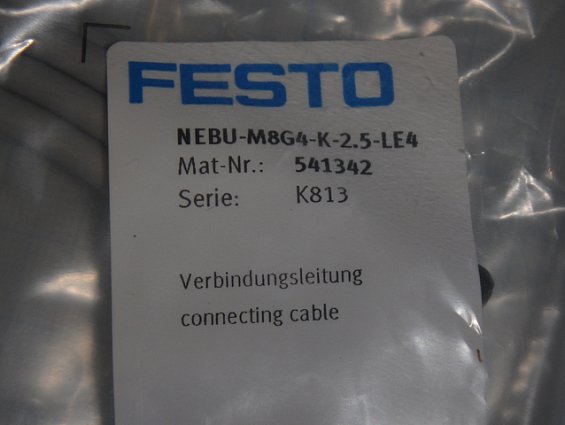 FESTO
NEBU-M8G4-K-2.5-LE4
Mat-Nr.: 541342
Serie: K813
Verbindungsleitung
connecting cable